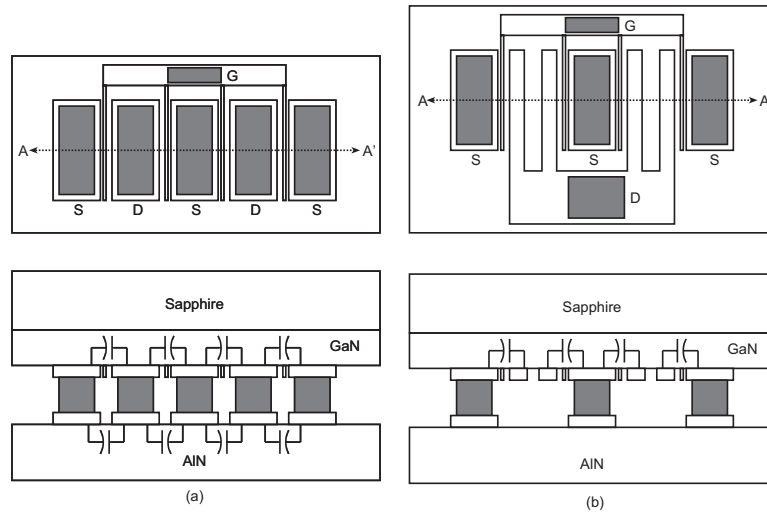 G
A A'
S D S D S
Sapphire
GaN
AlN
(a)
G
A A
S S S
D
Sapphire
GaN
AlN
(b)